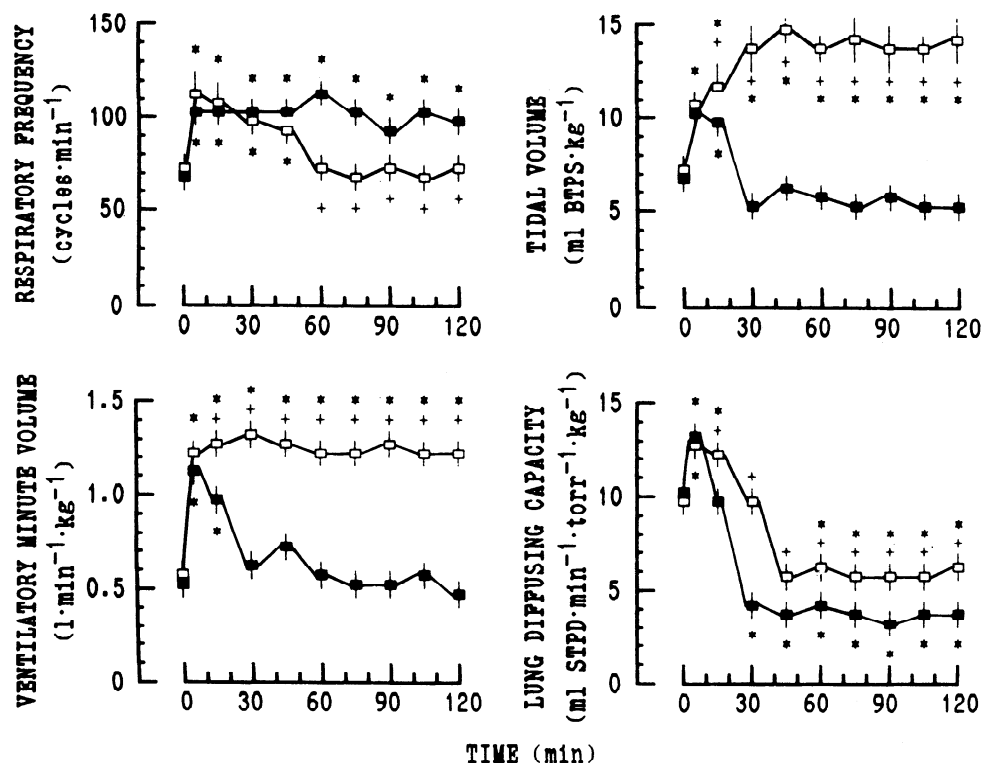 RESPIRATORY FREQUENCY
(cycles·min⁻¹)
150
100
50
0
0 30 60 90 120
TIDAL VOLUME
(ml BTPS·kg⁻¹)
15
10
5
0
0 30 60 90 120
VENTILATORY MINUTE VOLUME
(l·min⁻¹·kg⁻¹)
1.5
1.0
0.5
0
0 30 60 90 120
LUNG DIFFUSING CAPACITY
(ml STPD·min⁻¹·torr⁻¹·kg⁻¹)
15
10
5
0
0 30 60 90 120
TIME (min)